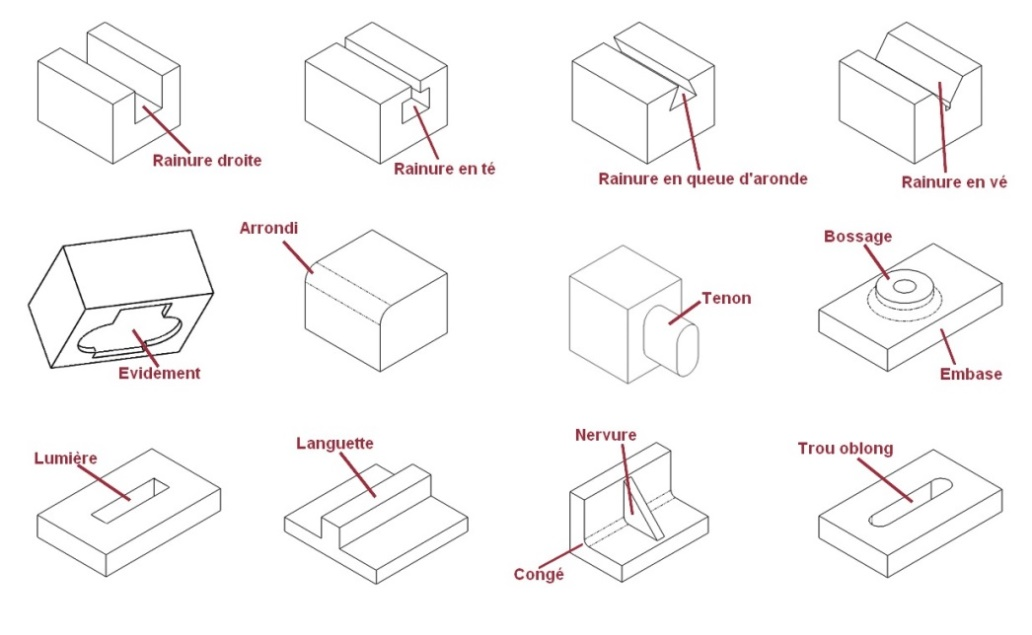 Rainure droite
Rainure en té
Rainure en queue d'aronde
Rainure en vé
Evidement
Arrondi
Tenon
Bossage
Embase
Lumière
Languette
Nervure
Congé
Trou oblong